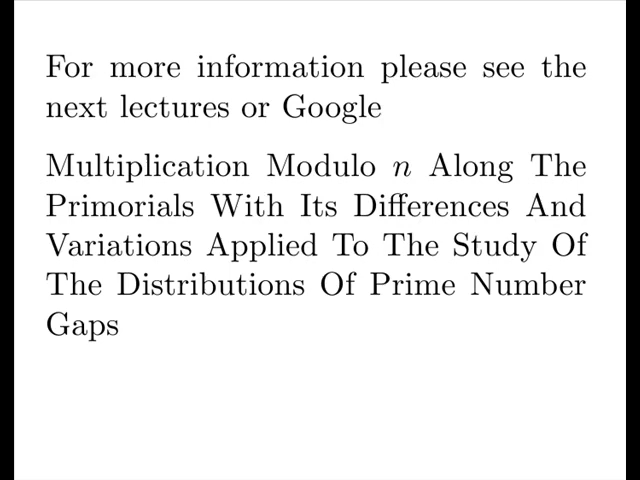 For more information please see the
next lectures or Google
Multiplication Modulo n Along The
Primorials With Its Differences And
Variations Applied To The Study Of
The Distributions Of Prime Number
Gaps